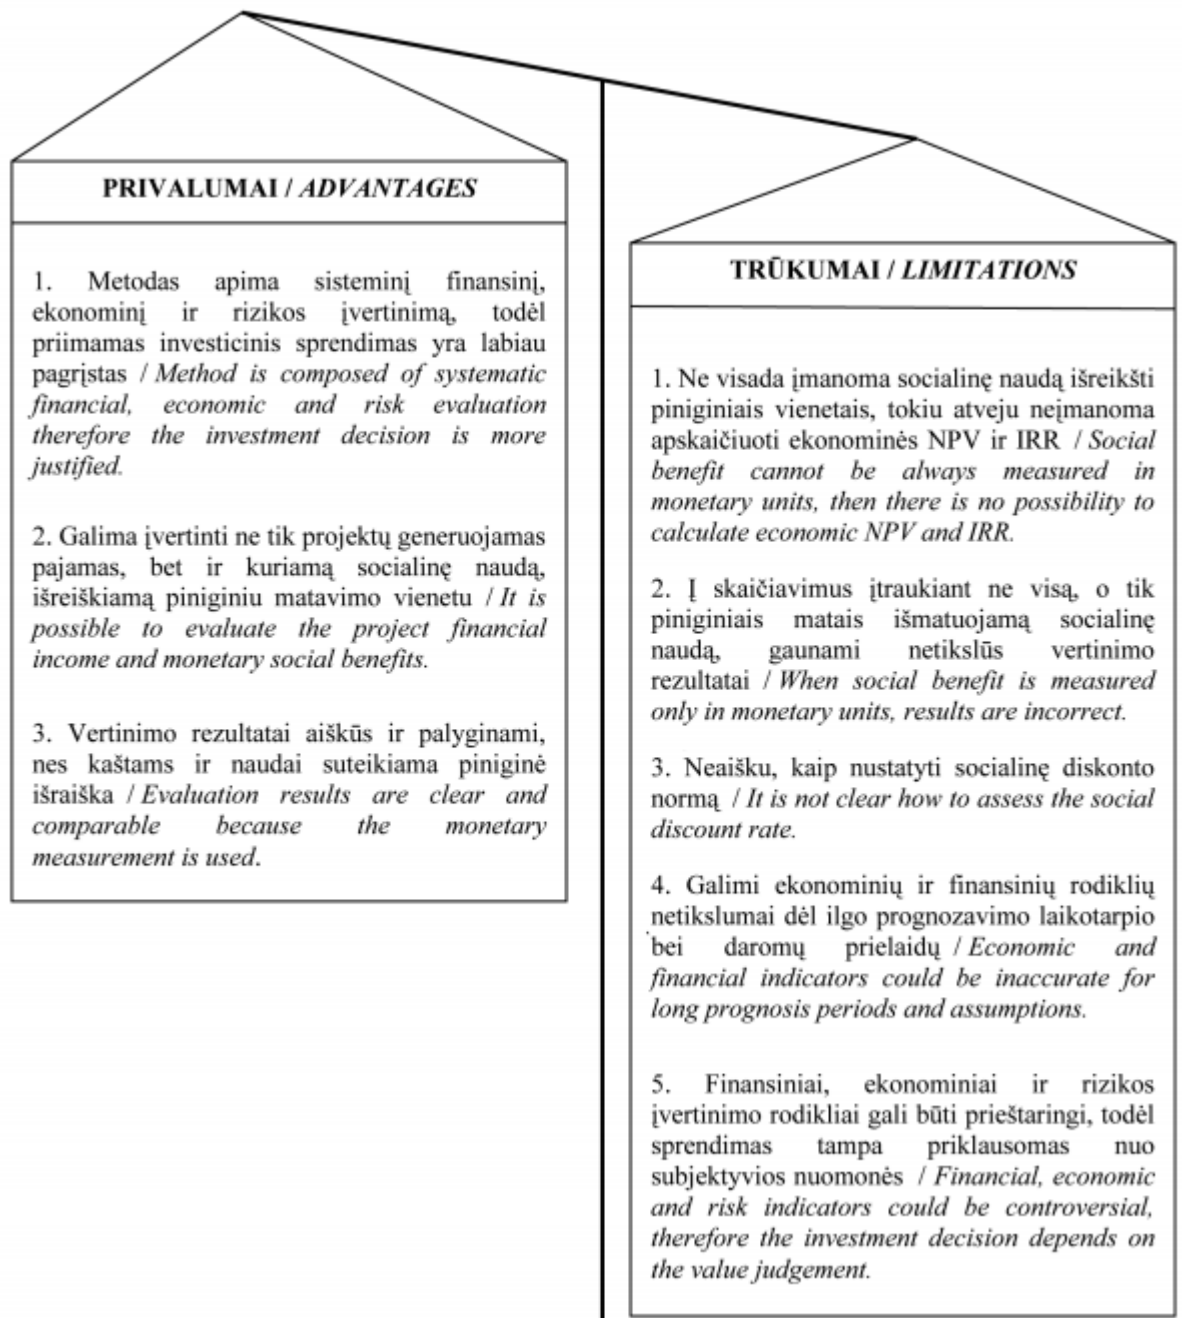 PRIVALUMAI / ADVANTAGES
1. Metodas apima sisteminį finansinį,
ekonominį ir rizikos įvertinimą, todėl
priimamas investicinis sprendimas yra labiau
pagrįstas / Method is composed of systematic
financial, economic and risk evaluation
therefore the investment decision is more
justified.
2. Galima įvertinti ne tik projektų generuojamas
pajamas, bet ir kuriamą socialinę naudą,
išreiškiamą piniginiu matavimo vienetu / It is
possible to evaluate the project financial
income and monetary social benefits.
3. Vertinimo rezultatai aiškūs ir palyginami,
nes kaštams ir naudai suteikiama piniginė
išraiška / Evaluation results are clear and
comparable because the monetary
measurement is used.
TRŪKUMAI / LIMITATIONS
1. Ne visada įmanoma socialinę naudą išreikšti
piniginiais vienetais, tokiu atveju neįmanoma
apskaičiuoti ekonominės NPV ir IRR / Social
benefit cannot be always measured in
monetary units, then there is no possibility to
calculate economic NPV and IRR.
2. Į skaičiavimus įtraukiant ne visą, o tik
piniginiais matais išmatuojamą socialinę
naudą, gaunami netikslūs vertinimo
rezultatai / When social benefit is measured
only in monetary units, results are incorrect.
3. Neaišku, kaip nustatyti socialinę diskonto
normą / It is not clear how to assess the social
discount rate.
4. Galimi ekonominių ir finansinių rodiklių
netikslumai dėl ilgo prognozavimo laikotarpio
bei daromų prielaidų / Economic and
financial indicators could be inaccurate for
long prognosis periods and assumptions.
5. Finansiniai, ekonominiai ir rizikos
įvertinimo rodikliai gali būti prieštaringi, todėl
sprendimas tampa priklausomas nuo
subjektyvios nuomonės / Financial, economic
and risk indicators could be controversial,
therefore the investment decision depends on
the value judgement.